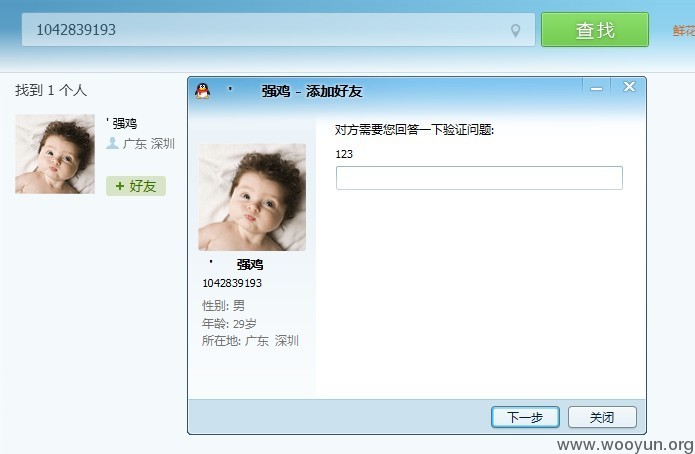 1042839193
查找
鲜花
找到 1 个人
' 强鸡
广东 深圳
+ 好友
' 强鸡 - 添加好友
对方需要您回答一下验证问题:
123
' 强鸡
1042839193
性别: 男
年龄: 29岁
所在地: 广东 深圳
下一步
关闭
www.wooyun.org